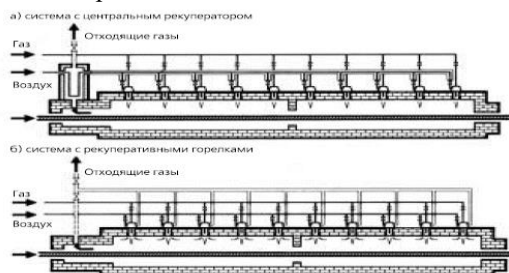 а) система с центральным рекуператором
Отходящие газы
Газ
Воздух
б) система с рекуперативными горелками
Отходящие газы
Газ
Воздух